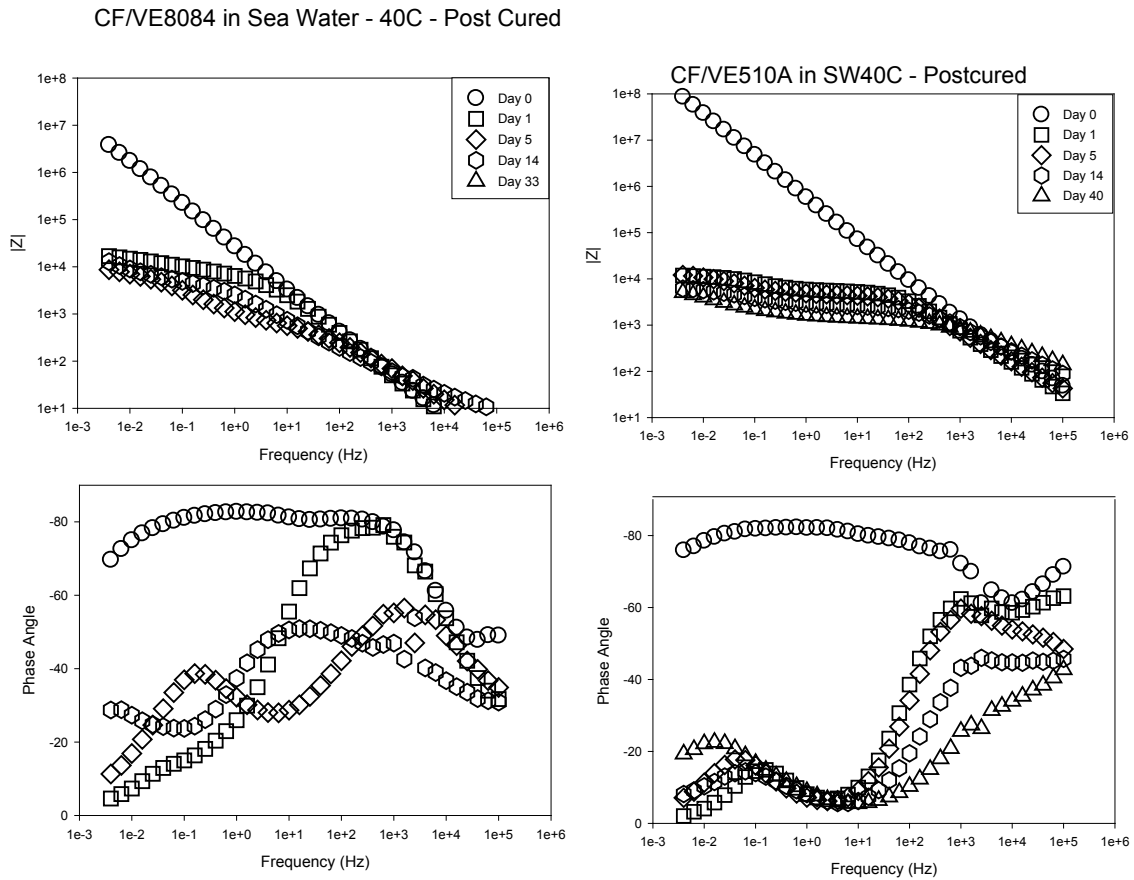 CF/VE8084 in Sea Water - 40C - Post Cured
1e+8
1e+7
1e+6
1e+5
1e+4
1e+3
1e+2
1e+1
|Z|
Day 0
Day 1
Day 5
Day 14
Day 33
1e-3 1e-2 1e-1 1e+0 1e+1 1e+2 1e+3 1e+4 1e+5 1e+6
Frequency (Hz)
CF/VE510A in SW40C - Postcured
1e+8
1e+7
1e+6
1e+5
1e+4
1e+3
1e+2
1e+1
|Z|
Day 0
Day 1
Day 5
Day 14
Day 40
1e-3 1e-2 1e-1 1e+0 1e+1 1e+2 1e+3 1e+4 1e+5 1e+6
Frequency (Hz)
-80
-60
-40
-20
0
Phase Angle
1e-3 1e-2 1e-1 1e+0 1e+1 1e+2 1e+3 1e+4 1e+5 1e+6
Frequency (Hz)
-80
-60
-40
-20
0
Phase Angle
1e-3 1e-2 1e-1 1e+0 1e+1 1e+2 1e+3 1e+4 1e+5 1e+6
Frequency (Hz)